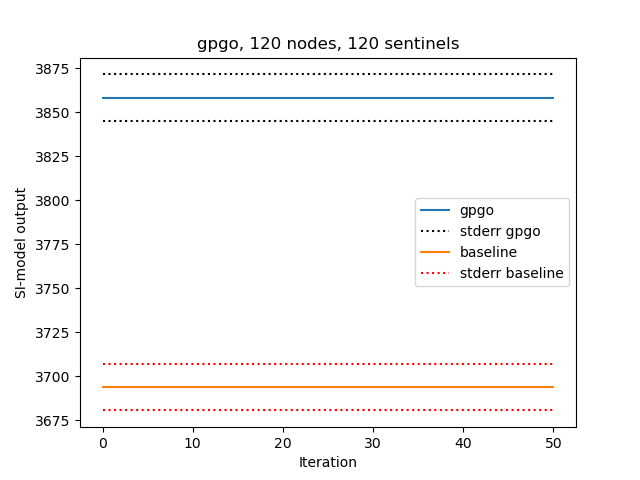 gpgo, 120 nodes, 120 sentinels
3875
3850
3825
3800
3775
3750
3725
3700
3675
SI-model output
gpgo
stderr gpgo
baseline
stderr baseline
0 10 20 30 40 50
Iteration